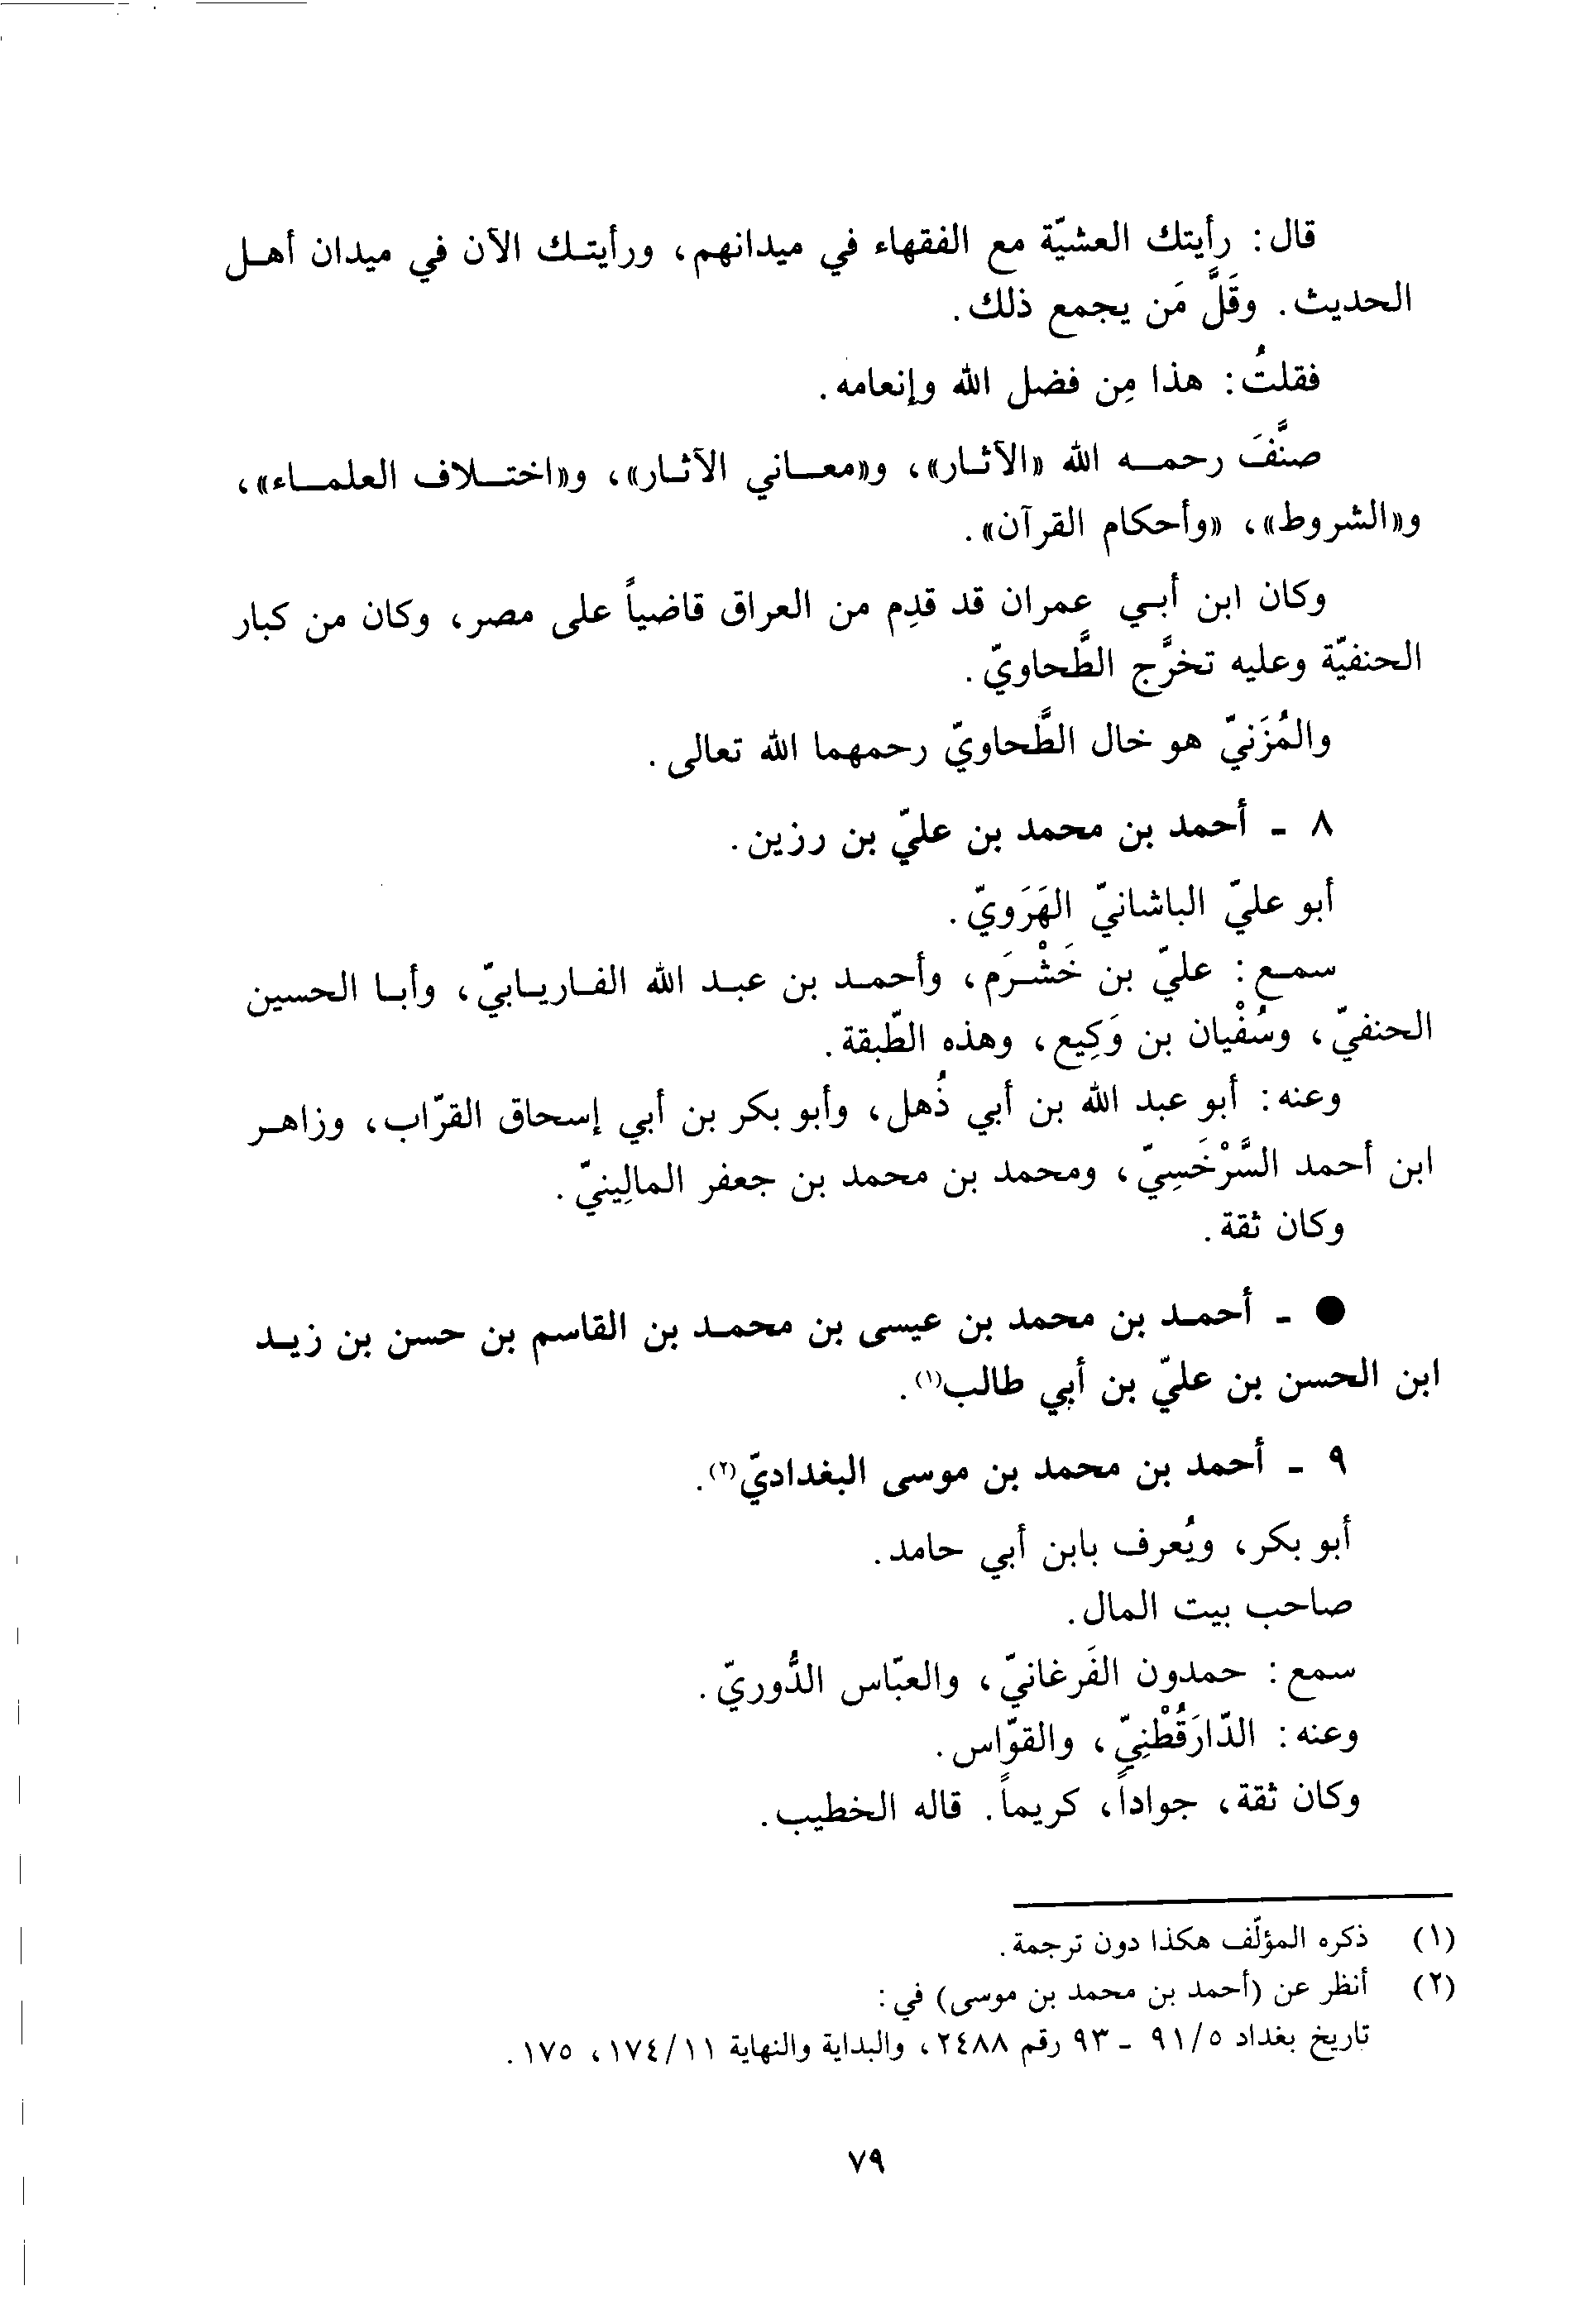 قال: رأيتك العشيّة مع الفقهاء في ميدانهم، ورأيتك الآن في ميدان أهل
الحديث. وقَلَّ مَن يجمع ذلك.
فقلتُ: هذا مِن فضل الله وإنعامه.
صنَّفَ رحمه الله «الآثار»، و«معاني الآثار»، و«اختلاف العلماء»،
و«الشروط»، «وأحكام القرآن».
وكان ابن أبي عمران قد قدِم من العراق قاضياً على مصر، وكان من كبار
الحنفيّة وعليه تخرَّج الطَّحاويّ.
والمُزَنيّ هو خال الطَّحاويّ رحمهما الله تعالى.
٨ - أحمد بن محمد بن عليّ بن رزين.
أبو عليّ الباشانيّ الهَرَويّ.
سمع: عليّ بن خَشْرَم، وأحمد بن عبد الله الفاريابيّ، وأبا الحسين
الحنفيّ، وسُفْيان بن وَكِيع، وهذه الطّبقة.
وعنه: أبو عبد الله بن أبي ذُهل، وأبو بكر بن أبي إسحاق القرّاب، وزاهر
ابن أحمد السَّرْخَسِيّ، ومحمد بن محمد بن جعفر المالِينيّ.
وكان ثقة.
● - أحمد بن محمد بن عيسى بن محمد بن القاسم بن حسن بن زيد
ابن الحسن بن عليّ بن أبي طالب(١).
٩ - أحمد بن محمد بن موسى البغداديّ(٢).
أبو بكر، ويُعرف بابن أبي حامد.
صاحب بيت المال.
سمع: حمدون الفَرغانيّ، والعبّاس الدُّوريّ.
وعنه: الدّارَقُطْنِيّ، والقوّاس.
وكان ثقة، جواداً، كريماً. قاله الخطيب.
(١) ذكره المؤلّف هكذا دون ترجمة.
(٢) أنظر عن (أحمد بن محمد بن موسى) في:
تاريخ بغداد ٩١/٥ - ٩٣ رقم ٢٤٨٨، والبداية والنهاية ١٧٤/١١، ١٧٥.
٧٩